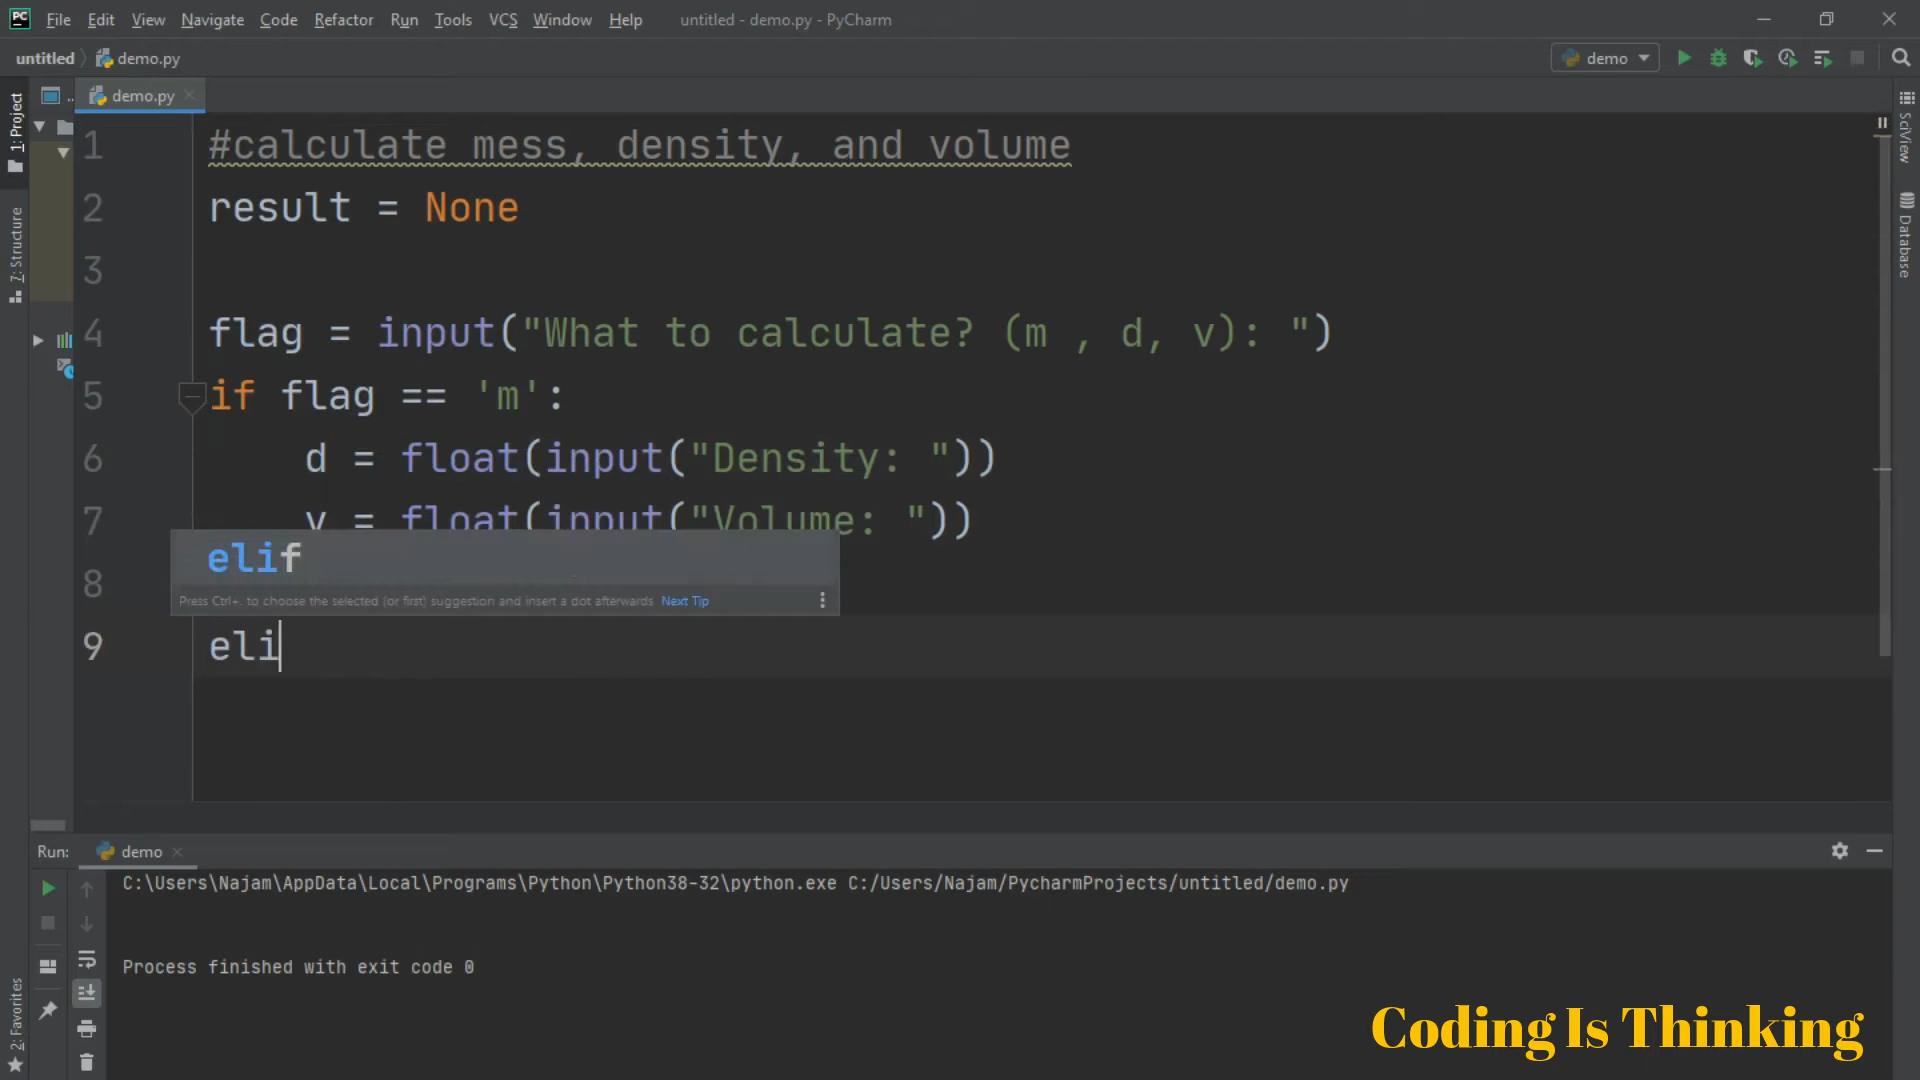 File Edit View Navigate Code Refactor Run Tools VCS Window Help untitled - demo.py - PyCharm
untitled demo.py
demo
1: Project
..
demo.py
SciView
1 #calculate mess, density, and volume
2 result = None
7: Structure
Database
3
4 flag = input("What to calculate? (m , d, v): ")
5 if flag == 'm':
6 d = float(input("Density: "))
7 v = float(input("Volume: "))
elif
8
Press Ctrl+. to choose the selected (or first) suggestion and insert a dot afterwards Next Tip
9 eli
Run: demo
C:\Users\Najam\AppData\Local\Programs\Python\Python38-32\python.exe C:/Users/Najam/PycharmProjects/untitled/demo.py
Process finished with exit code 0
2: Favorites
Coding Is Thinking